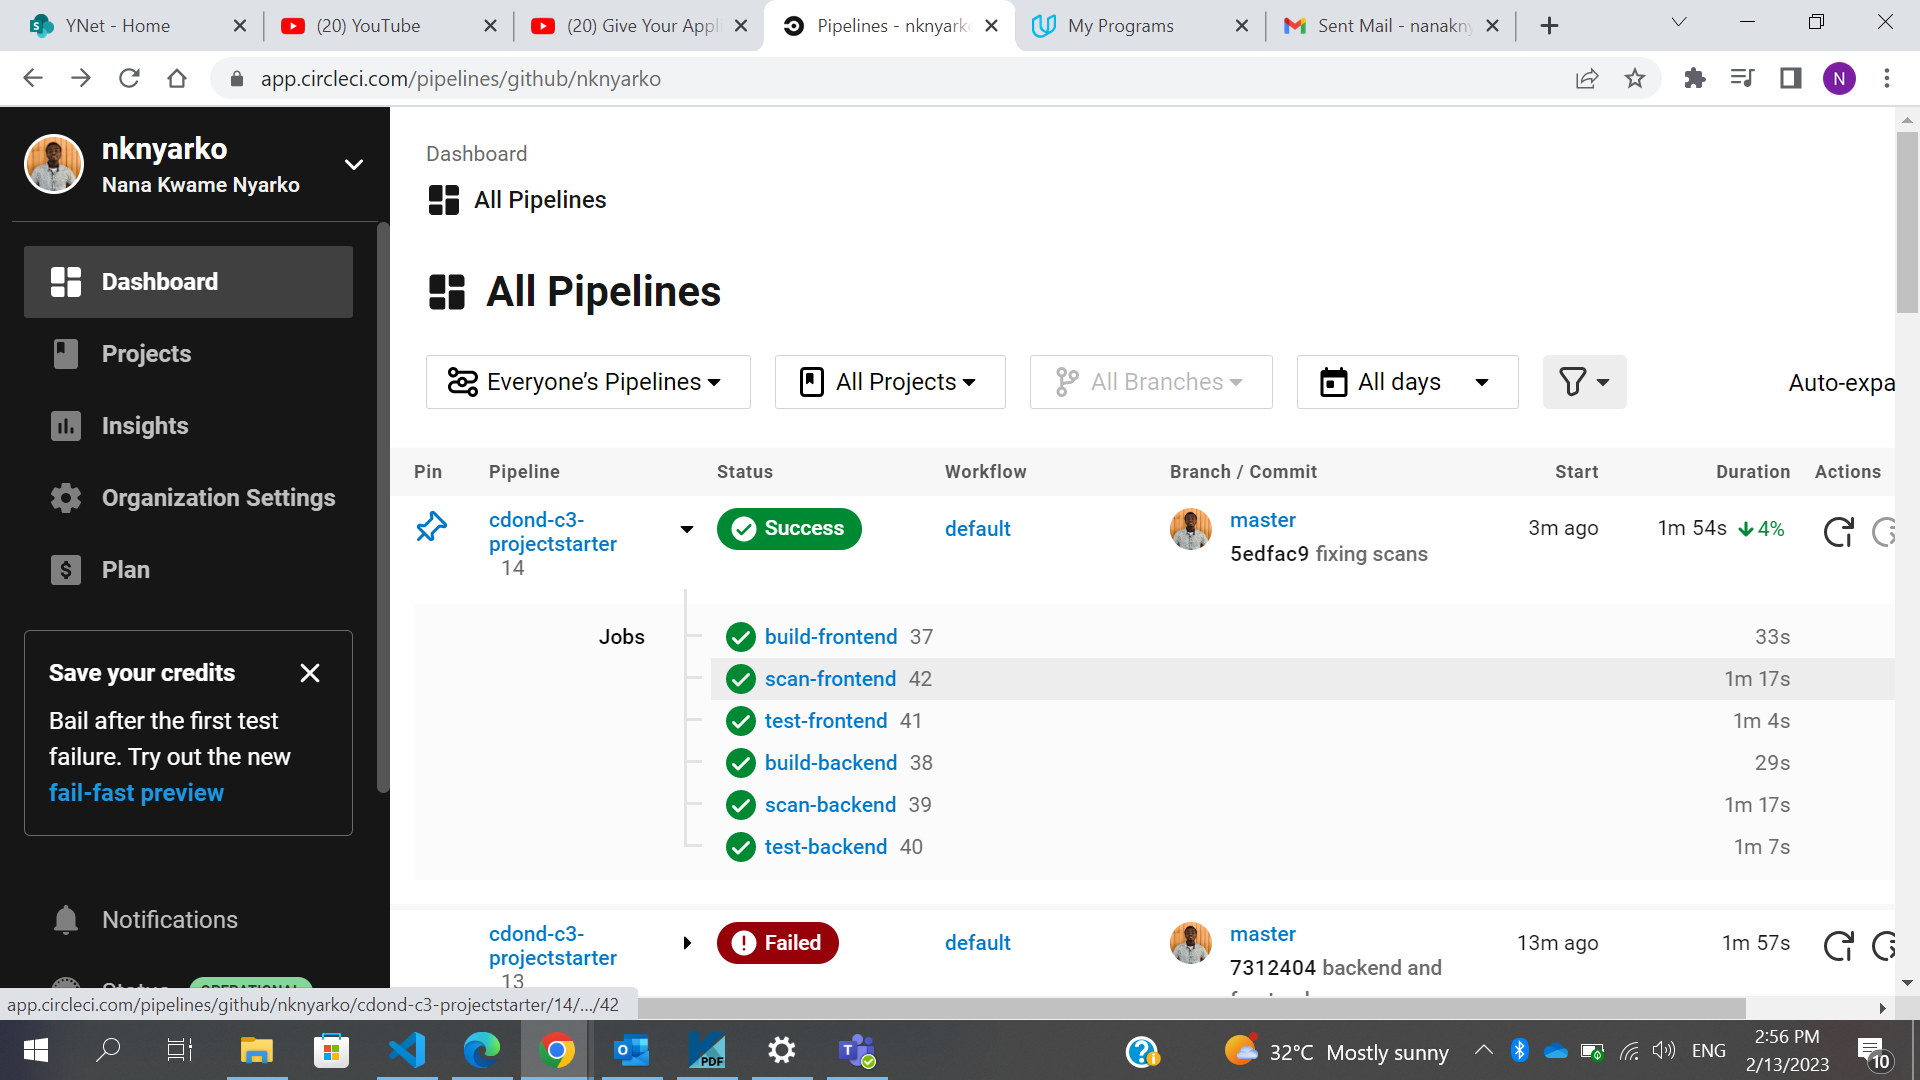 YNet - Home
(20) YouTube
(20) Give Your Appl
Pipelines - nknyark
My Programs
Sent Mail - nanakny
app.circleci.com/pipelines/github/nknyarko
N
nknyarko
Nana Kwame Nyarko
Dashboard
Projects
Insights
Organization Settings
Plan
Save your credits
Bail after the first test
failure. Try out the new
fail-fast preview
Notifications
Status OPERATIONAL
Dashboard
All Pipelines
All Pipelines
Everyone’s Pipelines
All Projects
All Branches
All days
Auto-expa
Pin Pipeline Status Workflow Branch / Commit Start Duration Actions
cdond-c3-
projectstarter
14
Success
default
master
5edfac9 fixing scans
3m ago
1m 54s 4%
Jobs
build-frontend 37 33s
scan-frontend 42 1m 17s
test-frontend 41 1m 4s
build-backend 38 29s
scan-backend 39 1m 17s
test-backend 40 1m 7s
cdond-c3-
projectstarter
13
Failed
default
master
7312404 backend and
13m ago
1m 57s
app.circleci.com/pipelines/github/nknyarko/cdond-c3-projectstarter/14/.../42
PDF
32°C Mostly sunny
ENG
2:56 PM
2/13/2023
10